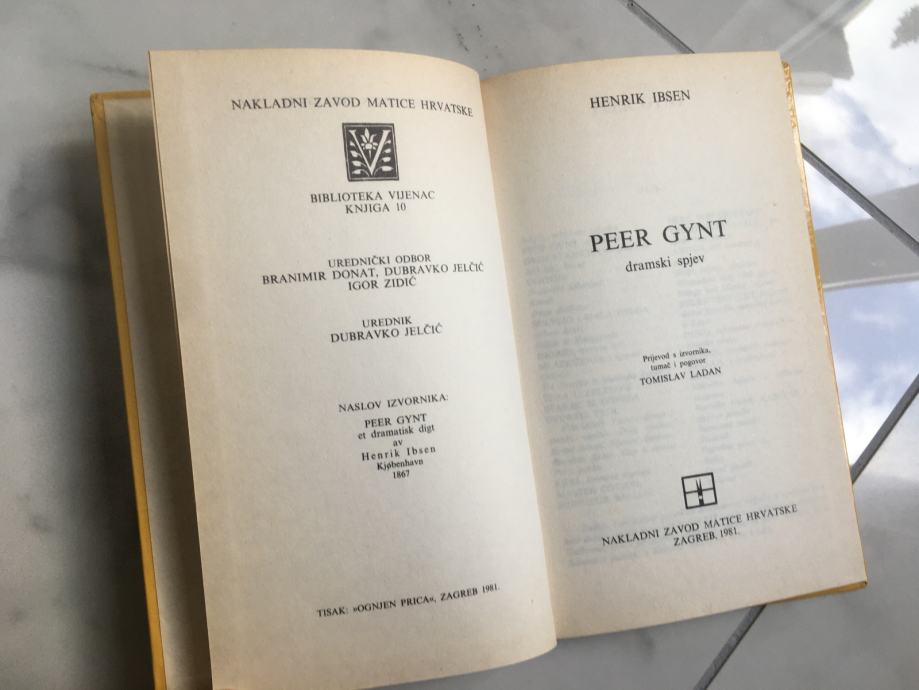 NAKLADNI ZAVOD MATICE HRVATSKE
V
BIBLIOTEKA VIJENAC
KNJIGA 10
UREDNIČKI ODBOR
BRANIMIR DONAT, DUBRAVKO JELČIĆ
IGOR ZIDIĆ
UREDNIK
DUBRAVKO JELČIĆ
NASLOV IZVORNIKA:
PEER GYNT
et dramatisk digt
av
Henrik Ibsen
Kjøbenhavn
1867
TISAK: »OGNJEN PRICA«, ZAGREB 1981.
HENRIK IBSEN
PEER GYNT
dramski spjev
Prijevod s izvornika,
tumač i pogovor
TOMISLAV LADAN
NAKLADNI ZAVOD MATICE HRVATSKE
ZAGREB, 1981.